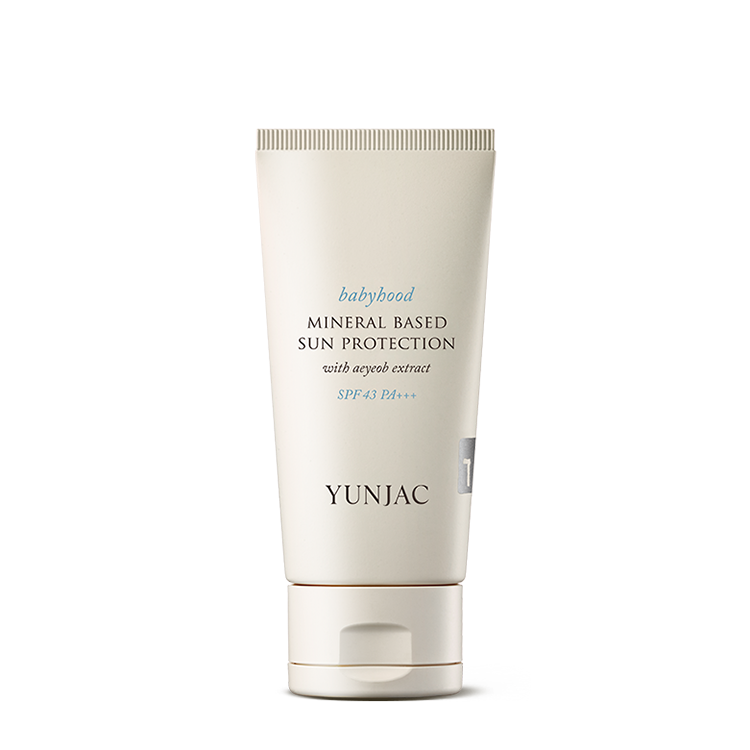 babyhood
MINERAL BASED
SUN PROTECTION
with aeyeob extract
SPF 43 PA+++
YUNJAC